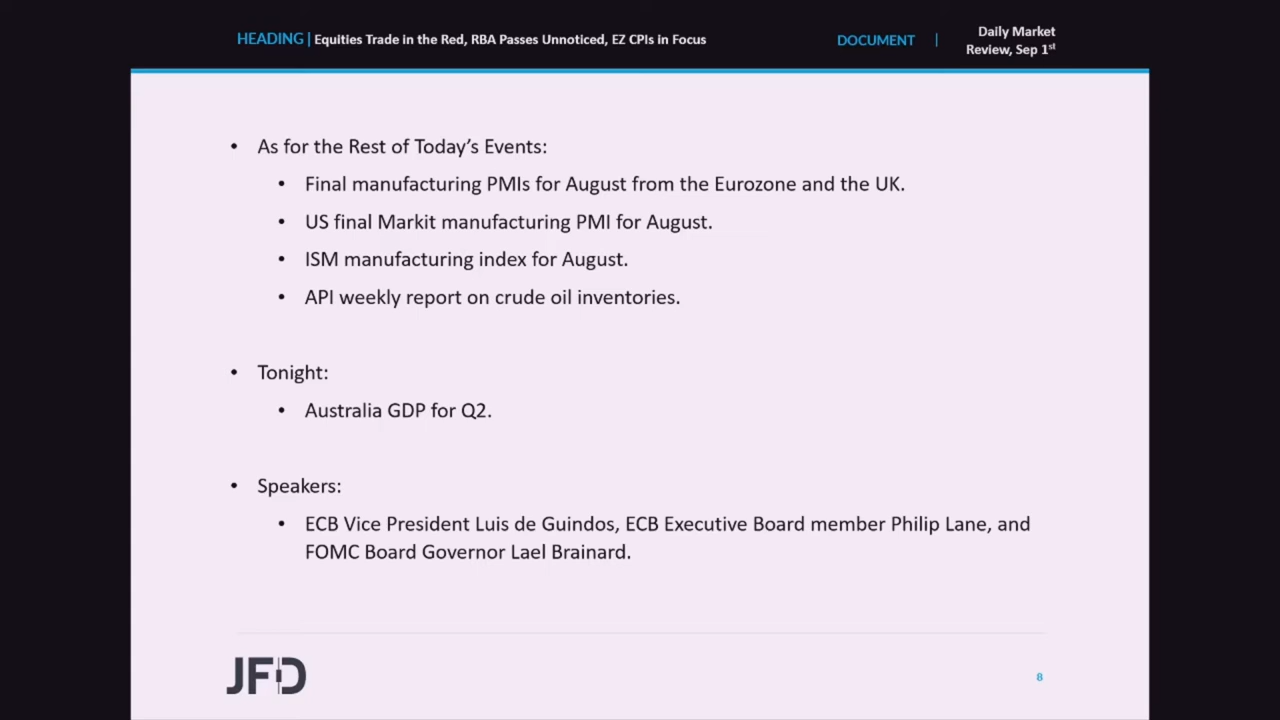 HEADING | Equities Trade in the Red, RBA Passes Unnoticed, EZ CPIs in Focus
DOCUMENT |
Daily Market
Review, Sep 1st
• As for the Rest of Today’s Events:
• Final manufacturing PMIs for August from the Eurozone and the UK.
• US final Markit manufacturing PMI for August.
• ISM manufacturing index for August.
• API weekly report on crude oil inventories.
• Tonight:
• Australia GDP for Q2.
• Speakers:
• ECB Vice President Luis de Guindos, ECB Executive Board member Philip Lane, and
FOMC Board Governor Lael Brainard.
JFD
8